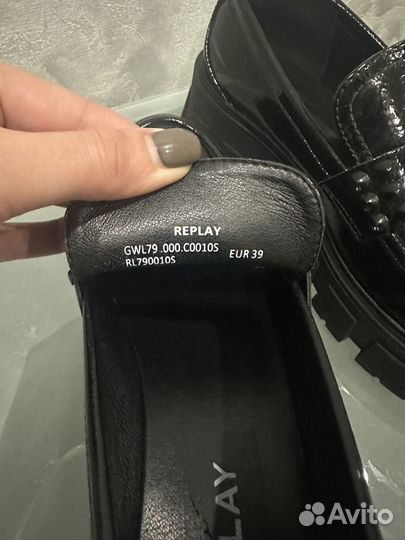 REPLAY
GWL79 .000.C0010S
RL790010S EUR 39
LAY
Avito